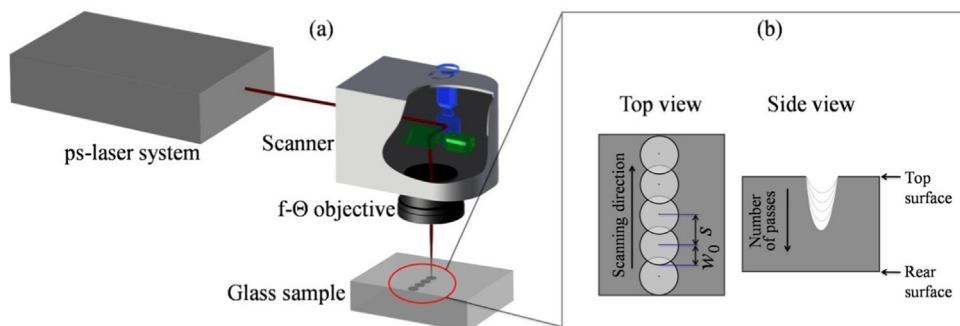 (a)
ps-laser system
Scanner
f-Θ objective
Glass sample
(b)
Top view
Scanning direction
s
w0
Side view
Number
of passes
Top
surface
Rear
surface